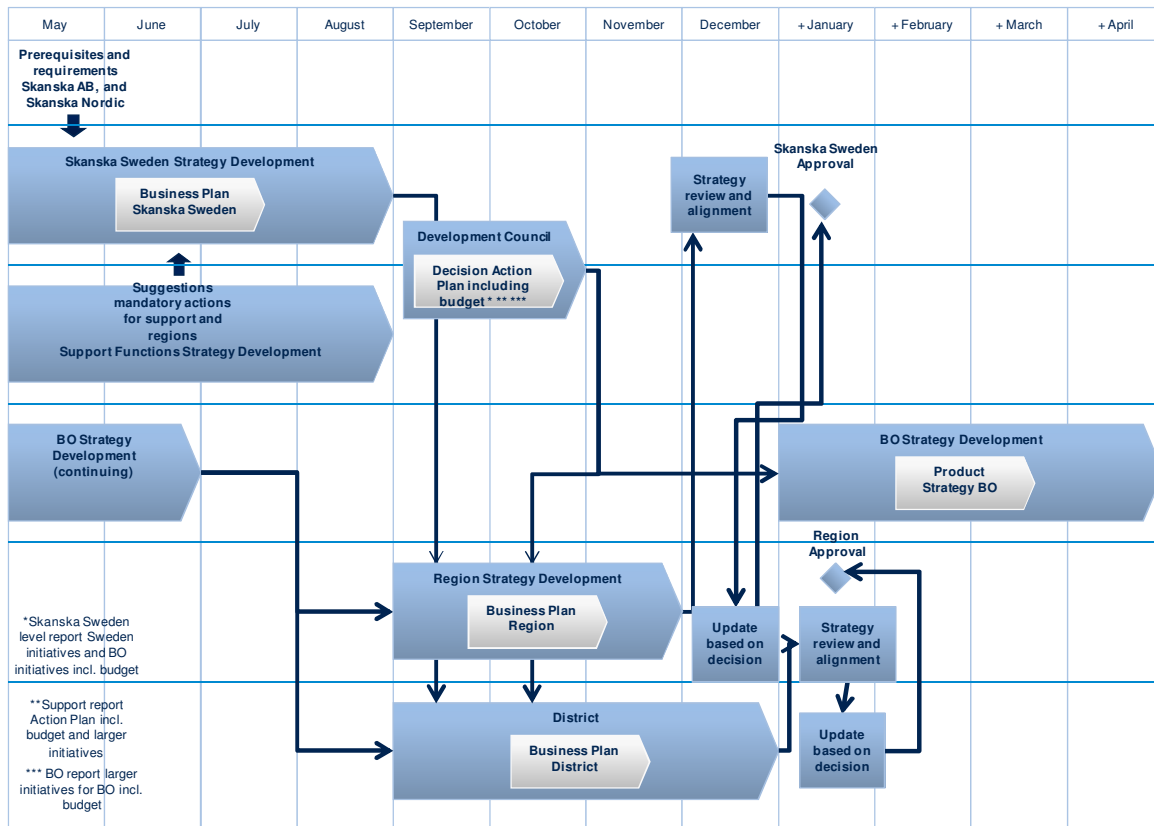 May
June
July
August
September
October
November
December
+ January
+ February
+ March
+ April
Prerequisites and
requirements
Skanska AB, and
Skanska Nordic
Skanska Sweden Strategy Development
Business Plan
Skanska Sweden
Development Council
Decision Action
Plan including
budget * ** ***
Strategy
review and
alignment
Skanska Sweden
Approval
Suggestions
mandatory actions
for support and
regions
Support Functions Strategy Development
BO Strategy
Development
(continuing)
BO Strategy Development
Product
Strategy BO
Region
Approval
Region Strategy Development
Business Plan
Region
Update
based on
decision
Strategy
review and
alignment
*Skanska Sweden
level report Sweden
initiatives and BO
initiatives incl. budget
**Support report
Action Plan incl.
budget and larger
initiatives
*** BO report larger
initiatives for BO incl.
budget
District
Business Plan
District
Update
based on
decision